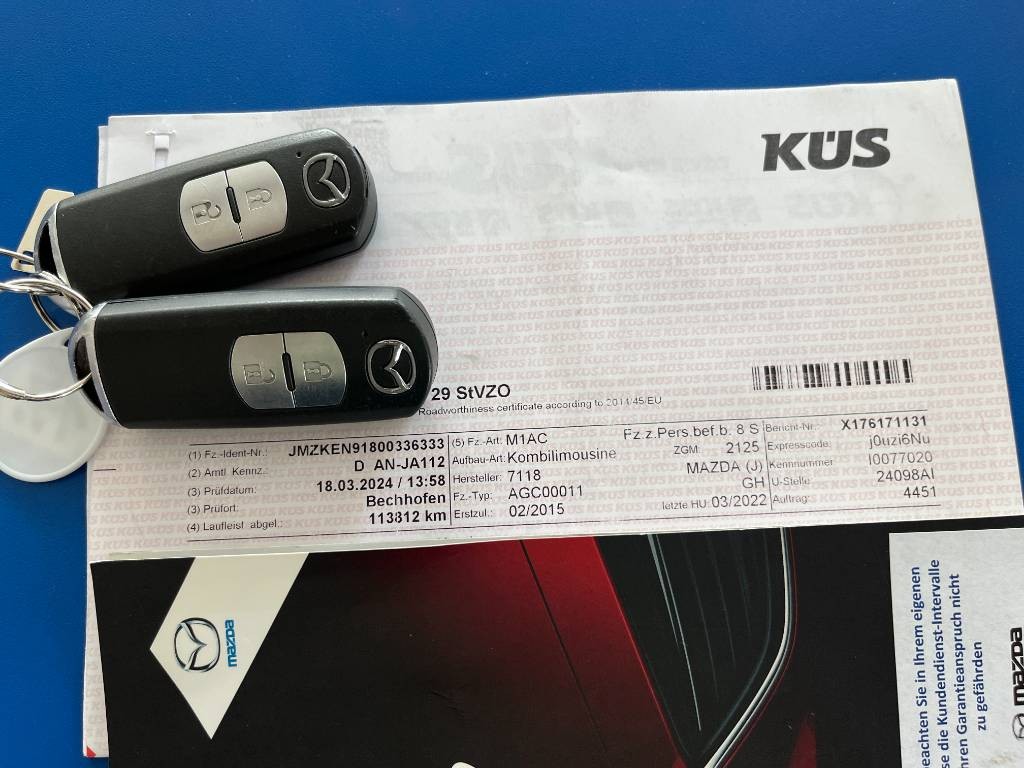 KÜS
29 StVZO
Roadworthiness certificate according to 2014/45/EU
(1) Fz.-Ident-Nr.: JMZKEN91800336333
(2) Amtl. Kennz.: D AN-JA112
(3) Prüfdatum: 18.03.2024 / 13:58
(3) Prüfort: Bechhofen
(4) Laufleist. abgel.: 113812 km
(5) Fz.-Art: M1AC Fz.z.Pers.bef.b. 8 S
Aufbau-Art: Kombilimousine ZGM: 2125
Hersteller: 7118 MAZDA (J)
Fz.-Typ: AGC00011 GH
Erstzul.: 02/2015 letzte HU: 03/2022
Bericht-Nr.: X176171131
Expresscode: j0uzi6Nu
Kennnummer I0077020
U-Stelle: 24098AI
Auftrag: 4451
mazda
eachten Sie in Ihrem eigenen
se die Kundendienst-Intervalle
hren Garantieanspruch nicht
zu gefährden
mazda